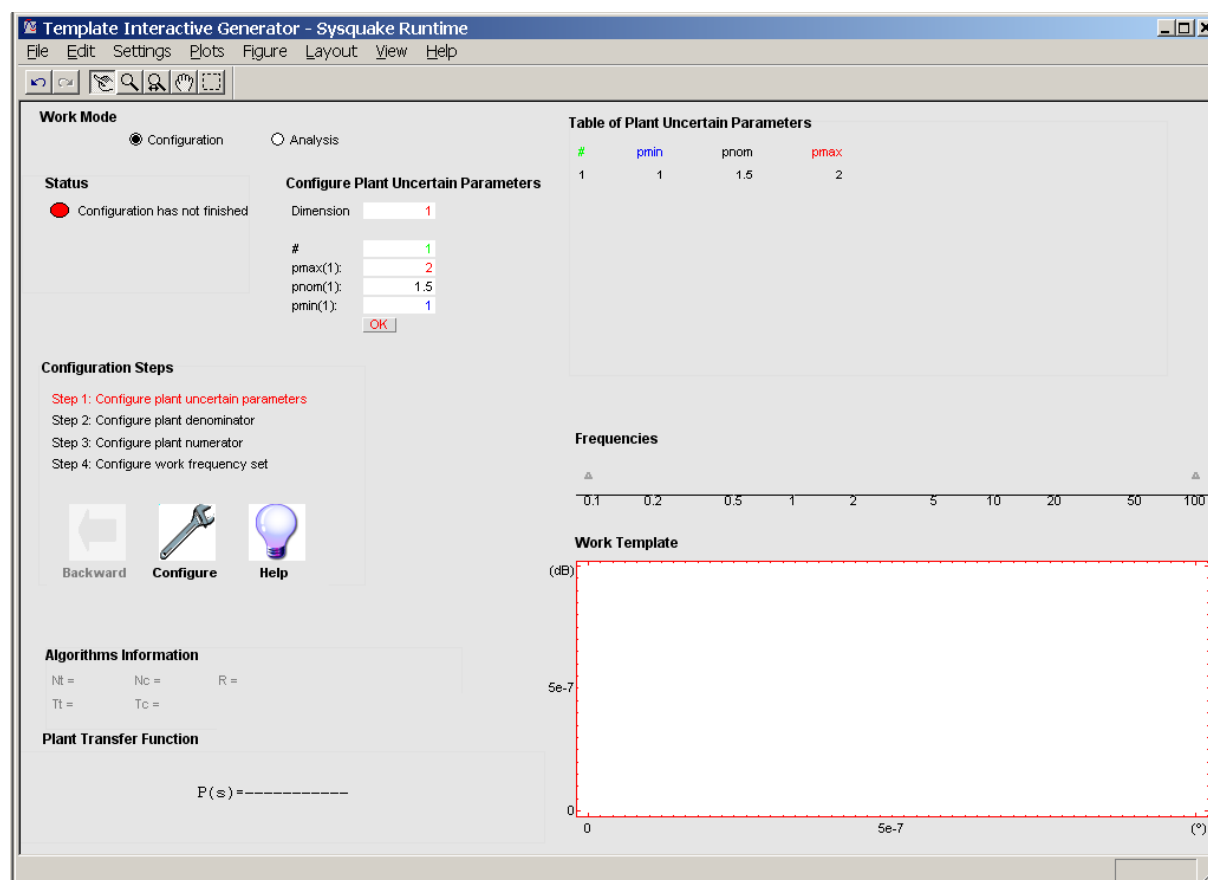 Template Interactive Generator - Sysquake Runtime
File Edit Settings Plots Figure Layout View Help
Work Mode
Configuration Analysis
Status
Configuration has not finished
Configure Plant Uncertain Parameters
Dimension 1
# 1
pmax(1): 2
pnom(1): 1.5
pmin(1): 1
OK
Table of Plant Uncertain Parameters
# pmin pnom pmax
1 1 1.5 2
Configuration Steps
Step 1: Configure plant uncertain parameters
Step 2: Configure plant denominator
Step 3: Configure plant numerator
Step 4: Configure work frequency set
Backward Configure Help
Frequencies
0.1 0.2 0.5 1 2 5 10 20 50 100
Work Template
(dB)
5e-7
0
0 5e-7 (º)
Algorithms Information
Nt = Nc = R =
Tt = Tc =
Plant Transfer Function
P(s)=-----------